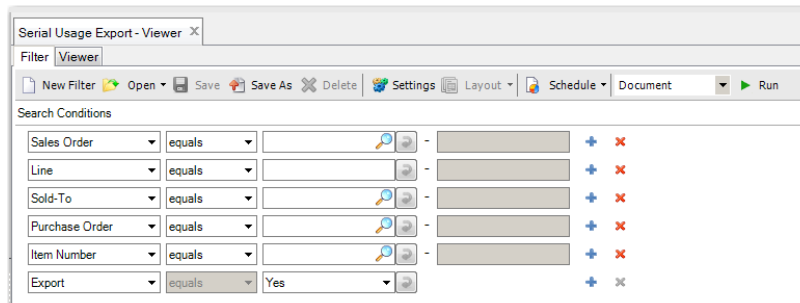 Serial Usage Export - Viewer X
Filter Viewer
New Filter Open Save Save As Delete Settings Layout Schedule Document Run
Search Conditions
Sales Order equals -
Line equals -
Sold-To equals -
Purchase Order equals -
Item Number equals -
Export equals Yes